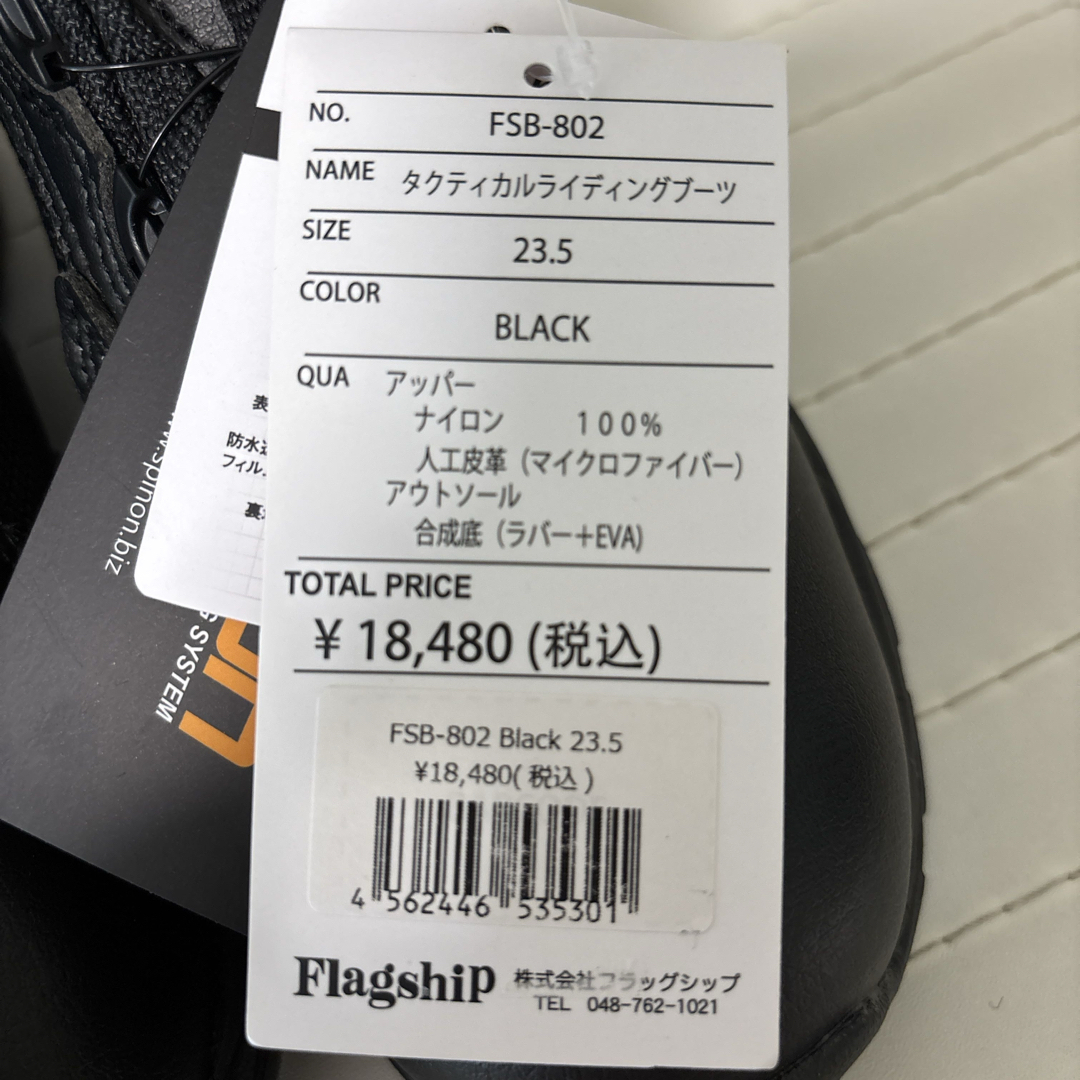 NO. FSB-802
NAME タクティカルライディングブーツ
SIZE 23.5
COLOR BLACK
QUA アッパー
ナイロン 100%
人工皮革（マイクロファイバー）
アウトソール
合成底（ラバー＋EVA)
TOTAL PRICE
¥ 18,480 (税込)
FSB-802 Black 23.5
¥18,480( 税込 )
4 562446 535301
Flagship 株式会社フラッグシップ
TEL 048-762-1021
防水
フィル
www.spinon.biz
SYSTEM